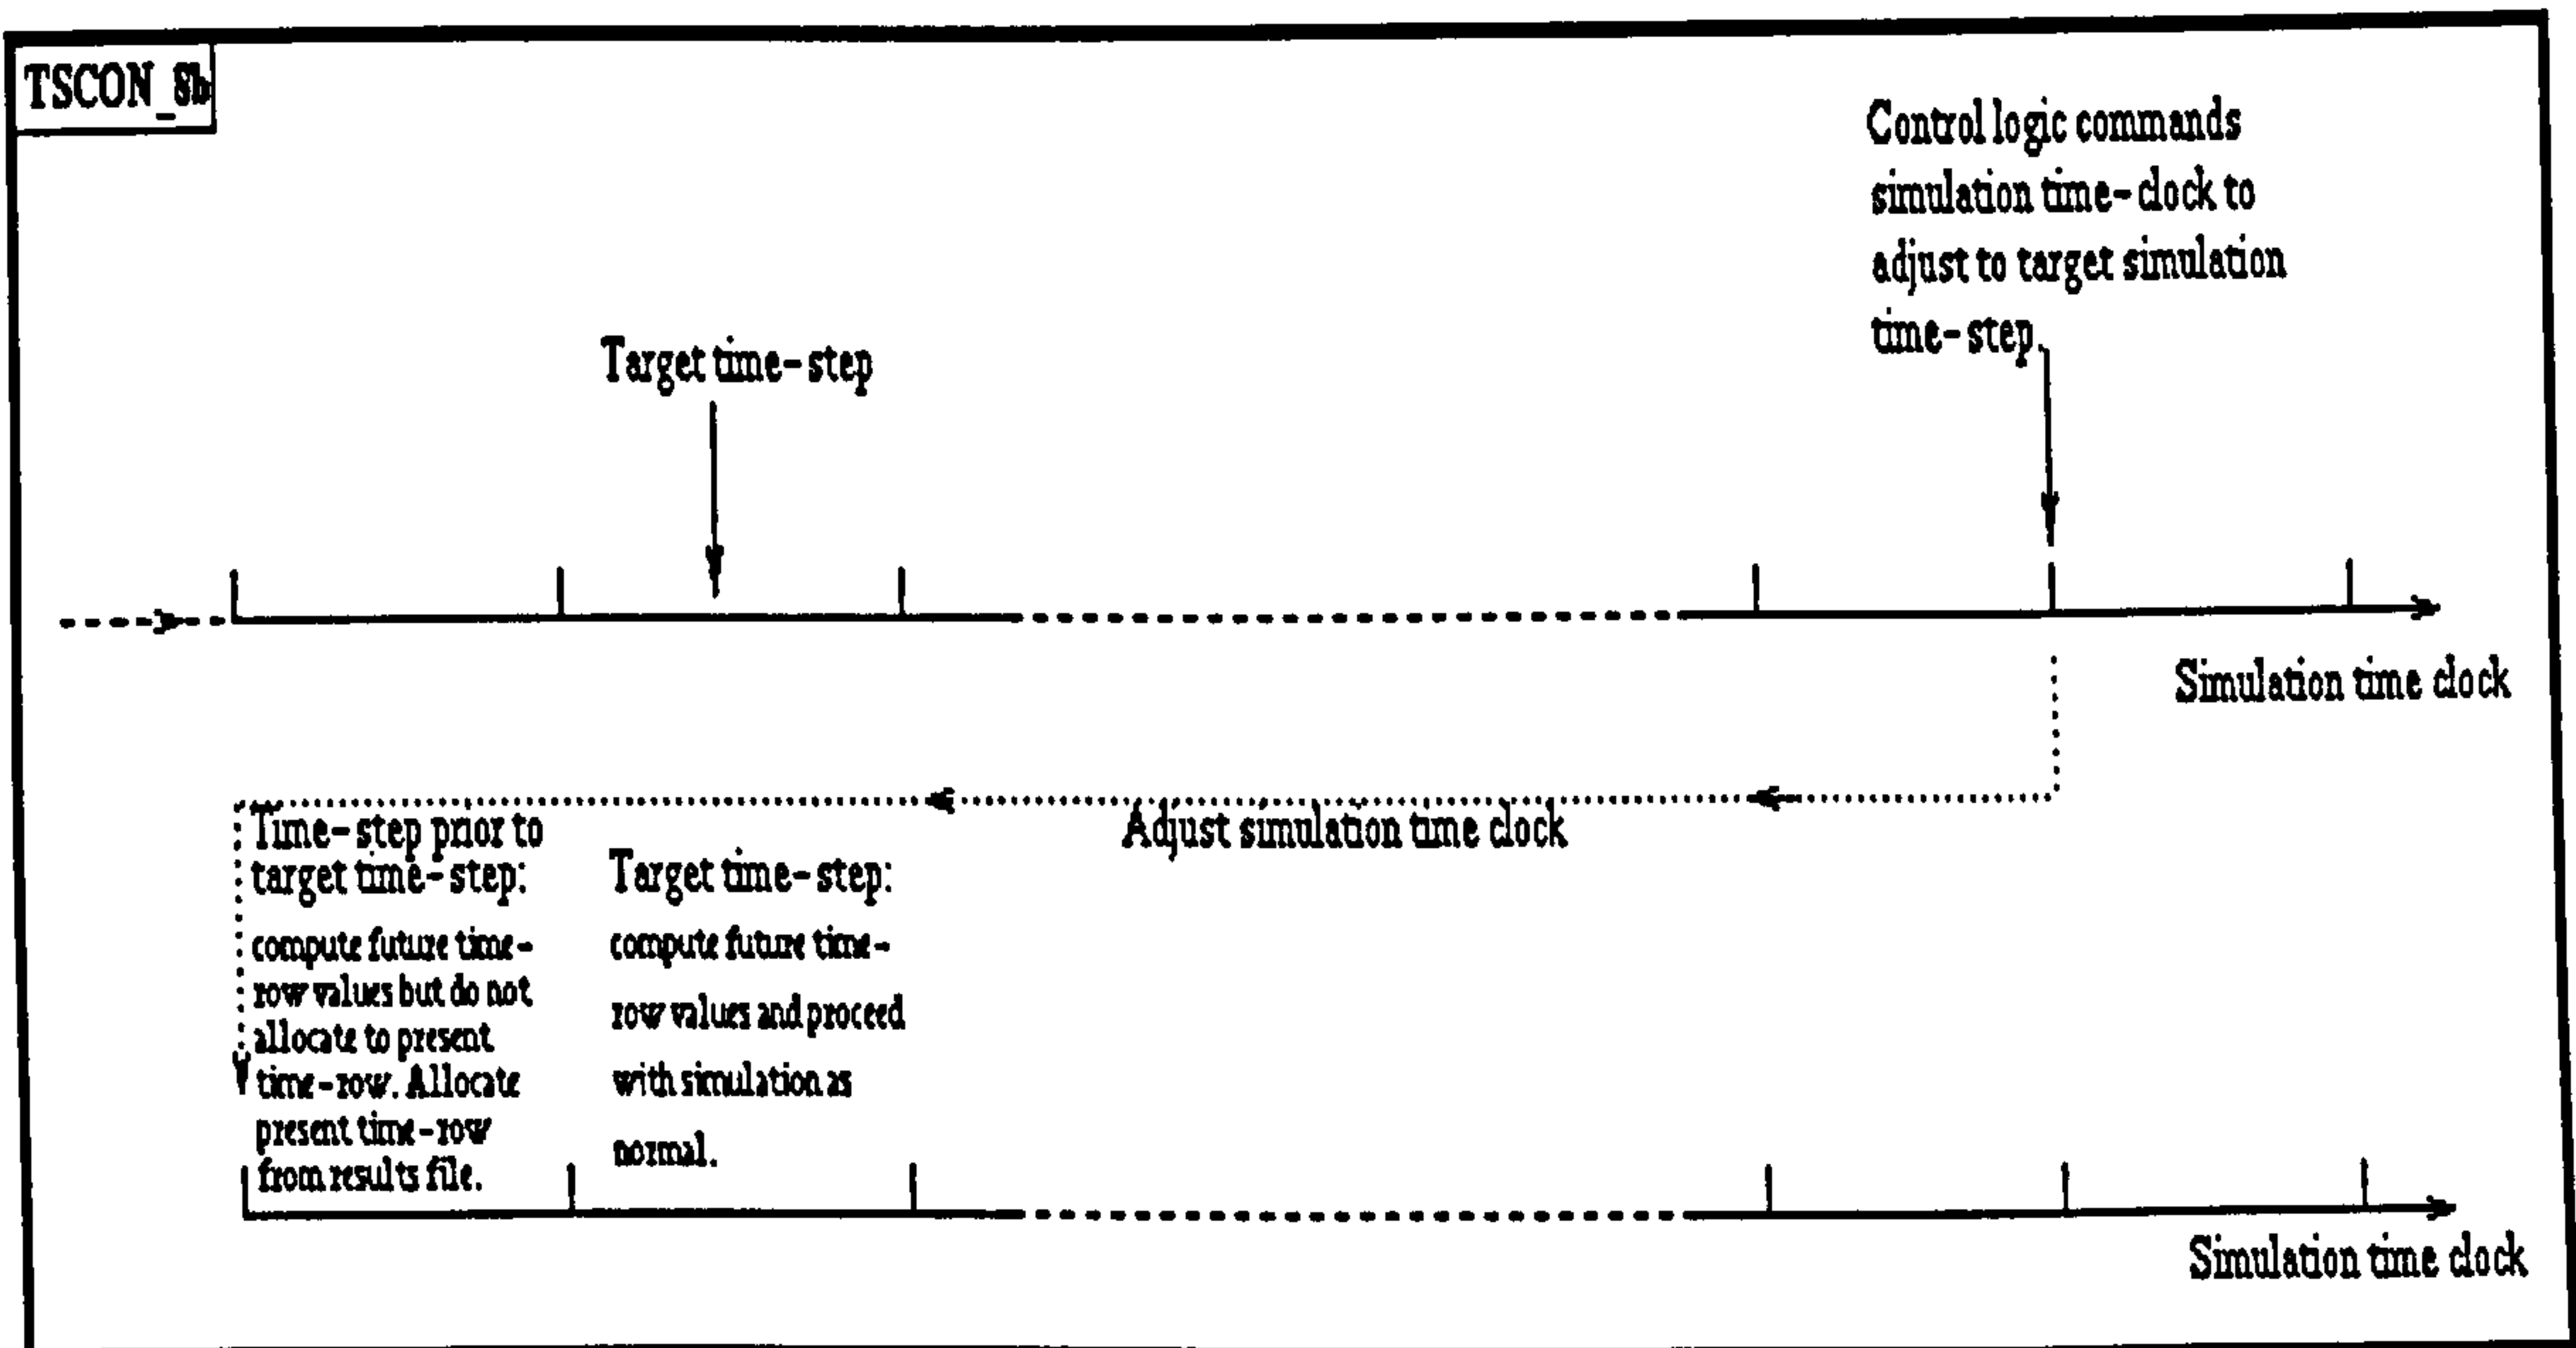 TSCON_8b
Control logic commands
simulation time-clock to
adjust to target simulation
time-step.
Target time-step
Simulation time clock
Adjust simulation time clock
Time-step prior to
target time-step:
compute future time-
row values but do not
allocate to present
time-row. Allocate
present time-row
from results file.
Target time-step:
compute future time-
row values and proceed
with simulation as
normal.
Simulation time clock